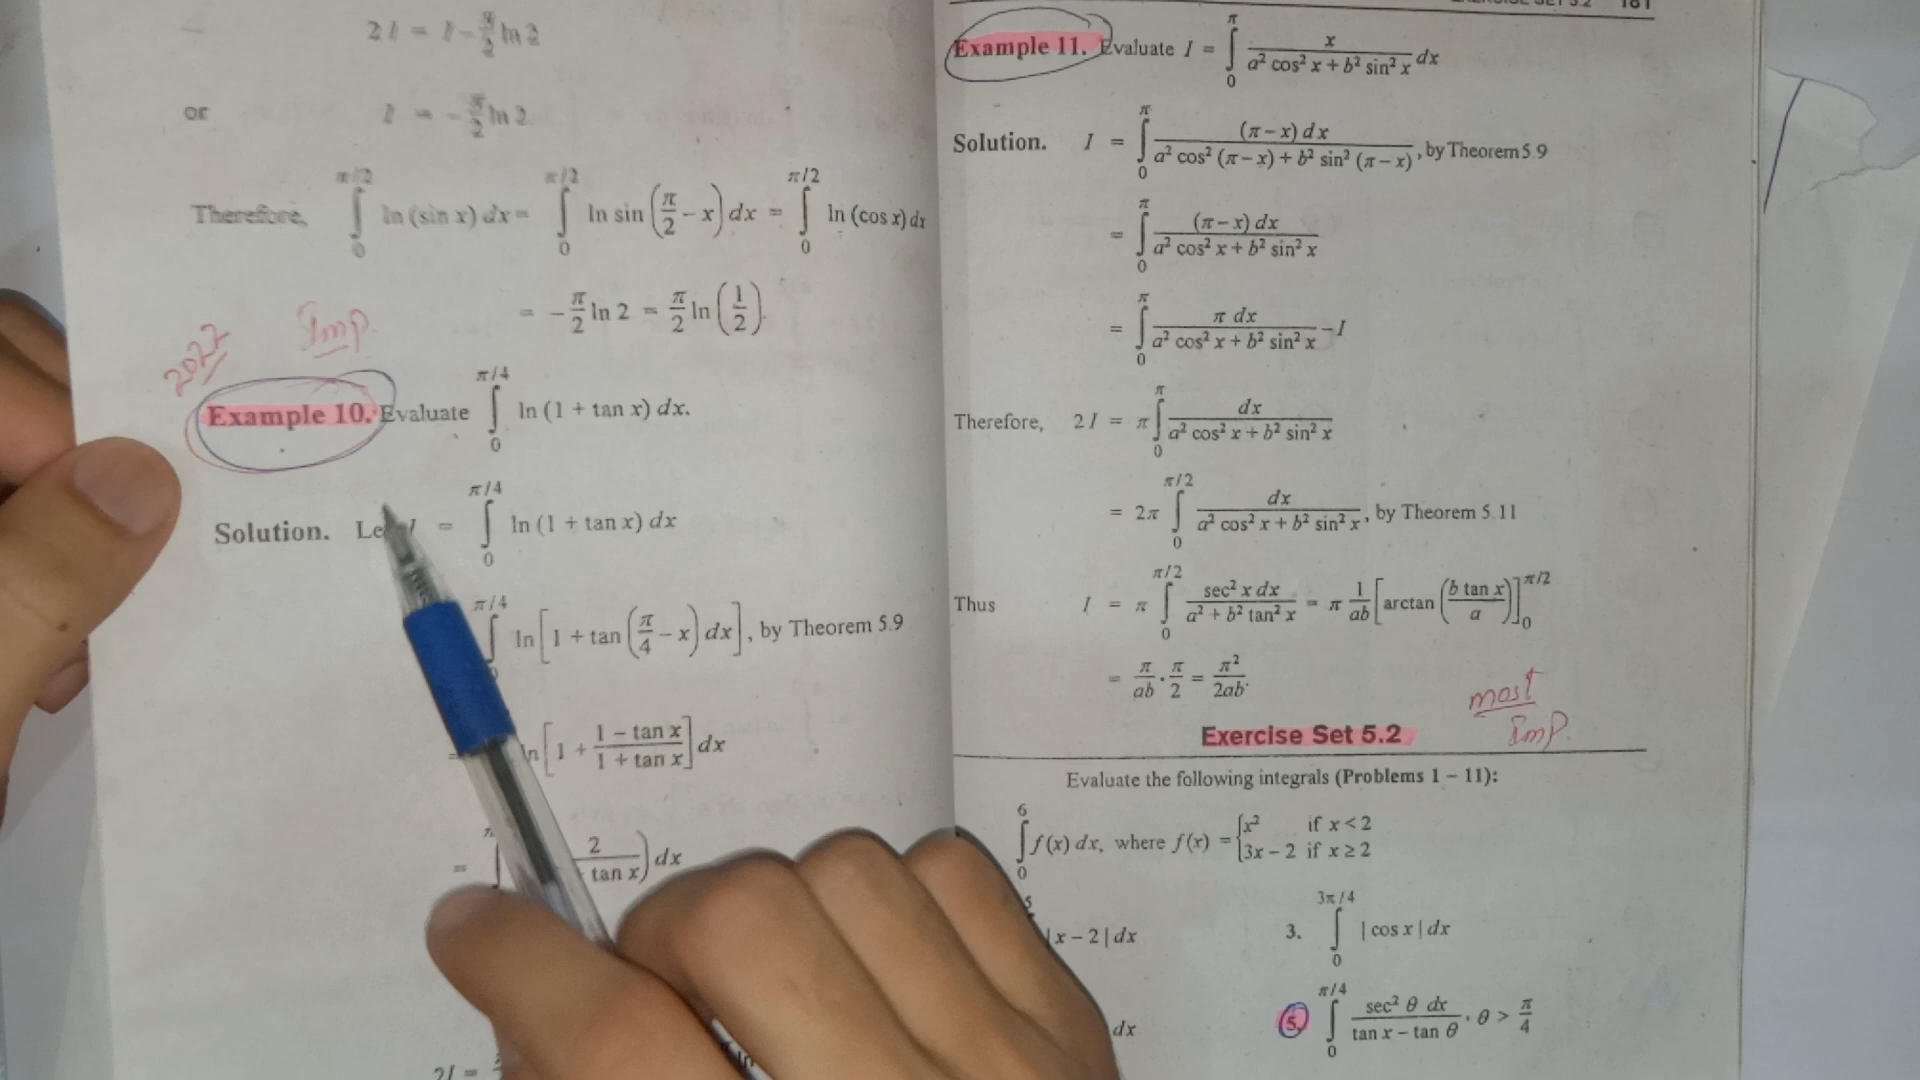 2I = I - π/2 ln 2
or I = - π/2 ln 2
Therefore, ∫₀^{π/2} ln (sin x) dx = ∫₀^{π/2} ln sin (π/2 - x) dx = ∫₀^{π/2} ln (cos x) dx
= - π/2 ln 2 = π/2 ln (1/2).
2022
Imp
Example 10. Evaluate ∫₀^{π/4} ln (1 + tan x) dx.
Solution. Let I = ∫₀^{π/4} ln (1 + tan x) dx
π/4 ∫ ln [1 + tan (π/4 - x) dx], by Theorem 5.9
= ln [1 + (1 - tan x)/(1 + tan x)] dx
= ∫ 2/( tan x) ) dx
2I =
181
Example 11. Evaluate I = ∫₀^π x/(a² cos² x + b² sin² x) dx
Solution. I = ∫₀^π (π - x) dx/(a² cos² (π - x) + b² sin² (π - x)), by Theorem 5.9
= ∫₀^π (π - x) dx/(a² cos² x + b² sin² x)
= ∫₀^π π dx/(a² cos² x + b² sin² x) - I
Therefore, 2I = π ∫₀^π dx/(a² cos² x + b² sin² x)
= 2π ∫₀^{π/2} dx/(a² cos² x + b² sin² x), by Theorem 5.11
Thus I = π ∫₀^{π/2} sec² x dx/(a² + b² tan² x) = π 1/ab [arctan (b tan x/a)]₀^{π/2}
= π/ab · π/2 = π²/2ab.
most
Imp.
Exercise Set 5.2
Evaluate the following integrals (Problems 1 – 11):
∫₀⁶ f(x) dx, where f(x) = {x² if x < 2
3x - 2 if x ≥ 2
| x - 2 | dx
3. ∫₀^{3π/4} | cos x | dx
dx
5. ∫₀^{π/4} sec² θ dx/(tan x - tan θ), θ > π/4